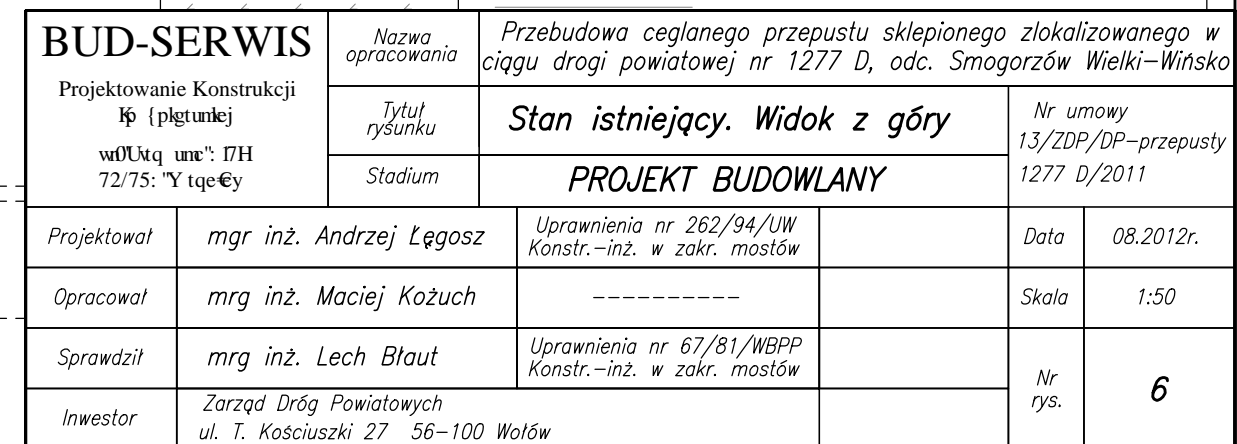 BUD-SERWIS
Projektowanie Konstrukcji
Nazwa
opracowania
Przebudowa ceglanego przepustu sklepionego zlokalizowanego w
ciągu drogi powiatowej nr 1277 D, odc. Smogorzów Wielki-Wińsko
Tytuł
rysunku
Stan istniejący. Widok z góry
Nr umowy
13/ZDP/DP-przepusty
1277 D/2011
Stadium
PROJEKT BUDOWLANY
Projektował
mgr inż. Andrzej Łęgosz
Uprawnienia nr 262/94/UW
Konstr.-inż. w zakr. mostów
Data
08.2012r.
Opracował
mrg inż. Maciej Kożuch
----------
Skala
1:50
Sprawdził
mrg inż. Lech Błaut
Uprawnienia nr 67/81/WBPP
Konstr.-inż. w zakr. mostów
Nr
rys.
6
Inwestor
Zarząd Dróg Powiatowych
ul. T. Kościuszki 27 56-100 Wołów